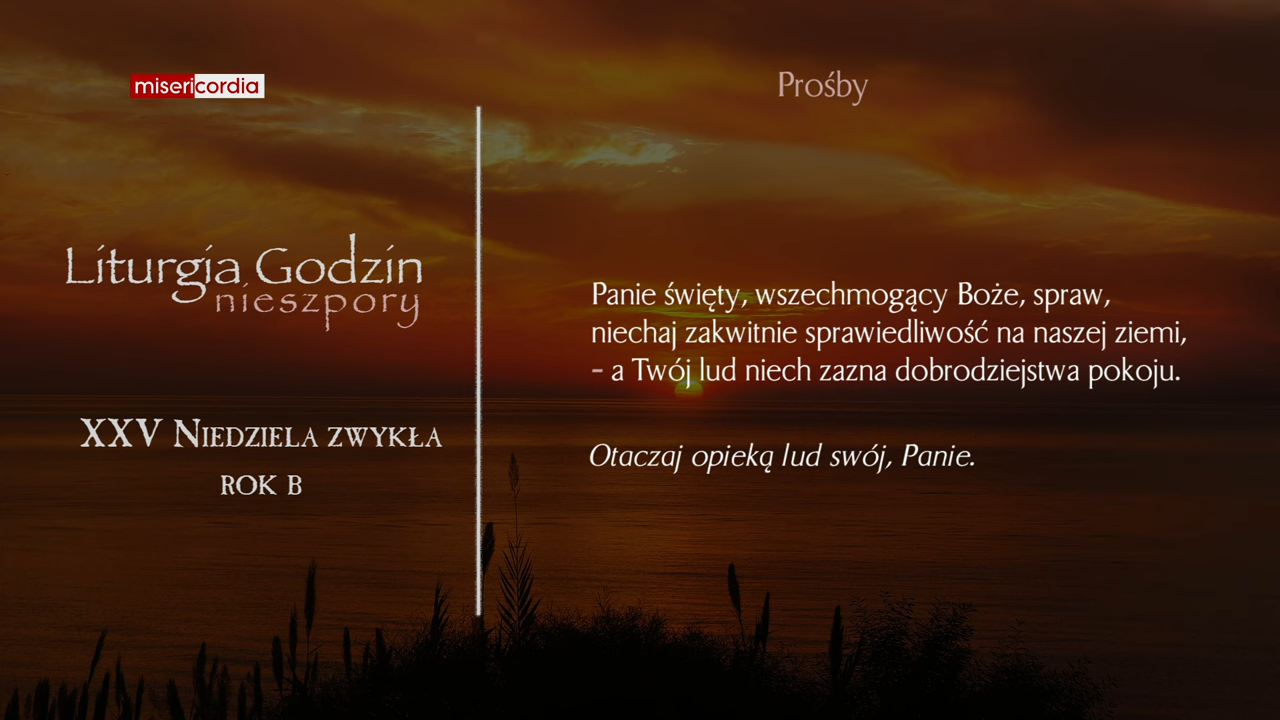 misericordia
Liturgia Godzin
nieszpory
XXV Niedziela zwykła
rok B
Prośby
Panie święty, wszechmogący Boże, spraw,
niechaj zakwitnie sprawiedliwość na naszej ziemi,
- a Twój lud niech zazna dobrodziejstwa pokoju.
Otaczaj opieką lud swój, Panie.